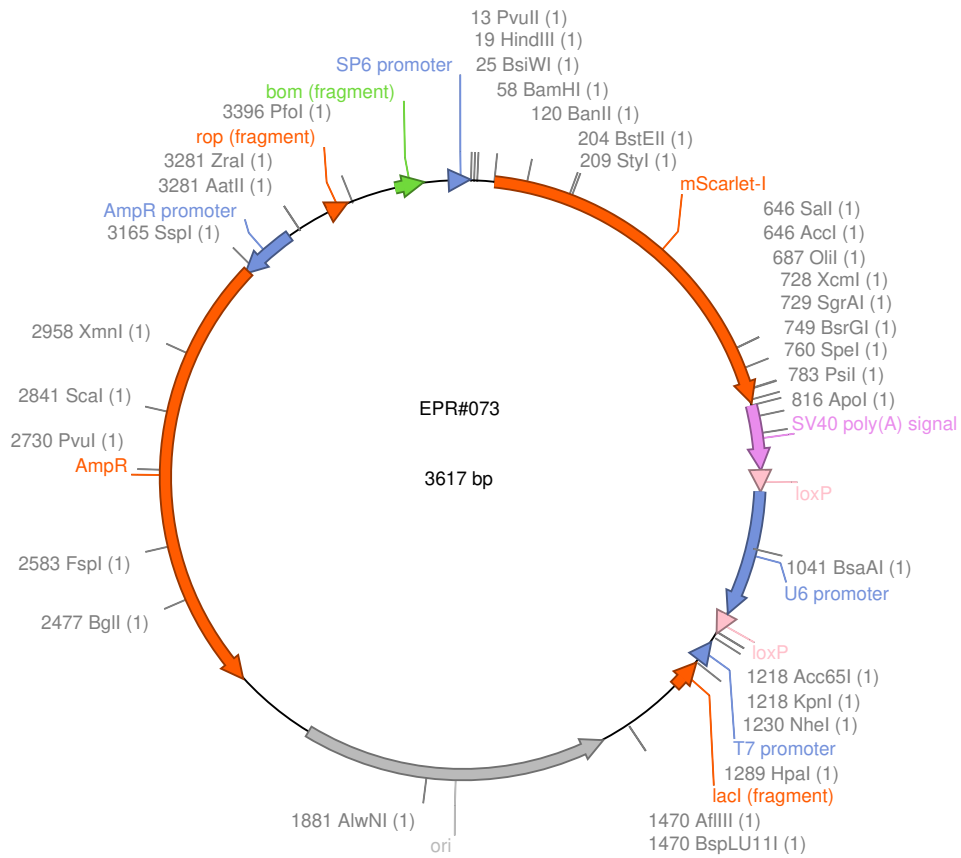 13 PvuII (1)
19 HindIII (1)
25 BsiWI (1)
58 BamHI (1)
120 BanII (1)
204 BstEII (1)
209 StyI (1)
mScarlet-I
646 SalI (1)
646 AccI (1)
687 OliI (1)
728 XcmI (1)
729 SgrAI (1)
749 BsrGI (1)
760 SpeI (1)
783 PsiI (1)
816 ApoI (1)
SV40 poly(A) signal
loxP
1041 BsaAI (1)
U6 promoter
loxP
1218 Acc65I (1)
1218 KpnI (1)
1230 NheI (1)
T7 promoter
1289 HpaI (1)
lacI (fragment)
1470 AflIII (1)
1470 BspLU11I (1)
ori
1881 AlwNI (1)
2477 BglI (1)
2583 FspI (1)
AmpR
2730 PvuI (1)
2841 ScaI (1)
2958 XmnI (1)
3165 SspI (1)
AmpR promoter
3281 AatII (1)
3281 ZraI (1)
rop (fragment)
3396 PfoI (1)
bom (fragment)
SP6 promoter
EPR#073
3617 bp